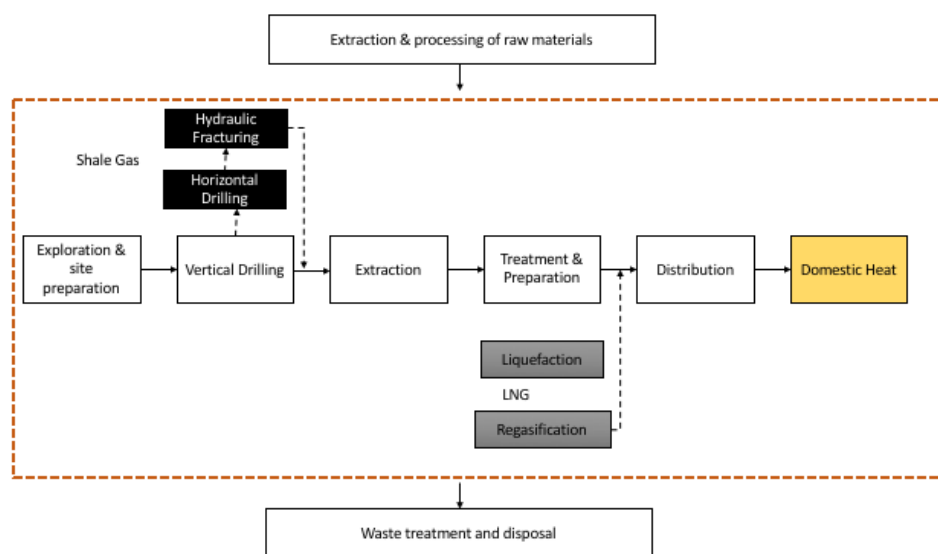 Extraction & processing of raw materials
Hydraulic
Fracturing
Shale Gas
Horizontal
Drilling
Exploration &
site
preparation
Vertical Drilling
Extraction
Treatment &
Preparation
Distribution
Domestic Heat
Liquefaction
LNG
Regasification
Waste treatment and disposal